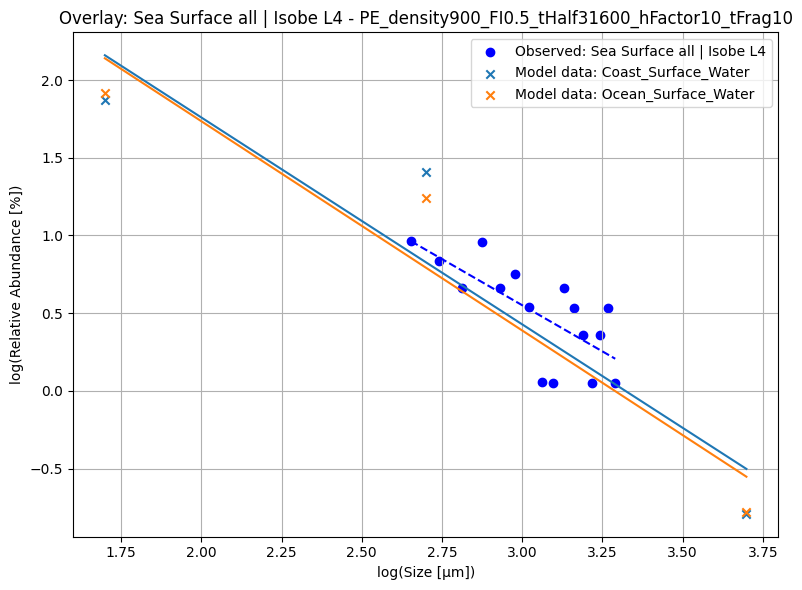 Overlay: Sea Surface all | Isobe L4 - PE_density900_FI0.5_tHalf31600_hFactor10_tFrag10
Observed: Sea Surface all | Isobe L4
Model data: Coast_Surface_Water
Model data: Ocean_Surface_Water
log(Relative Abundance [%])
2.0
1.5
1.0
0.5
0.0
−0.5
1.75 2.00 2.25 2.50 2.75 3.00 3.25 3.50 3.75
log(Size [μm])